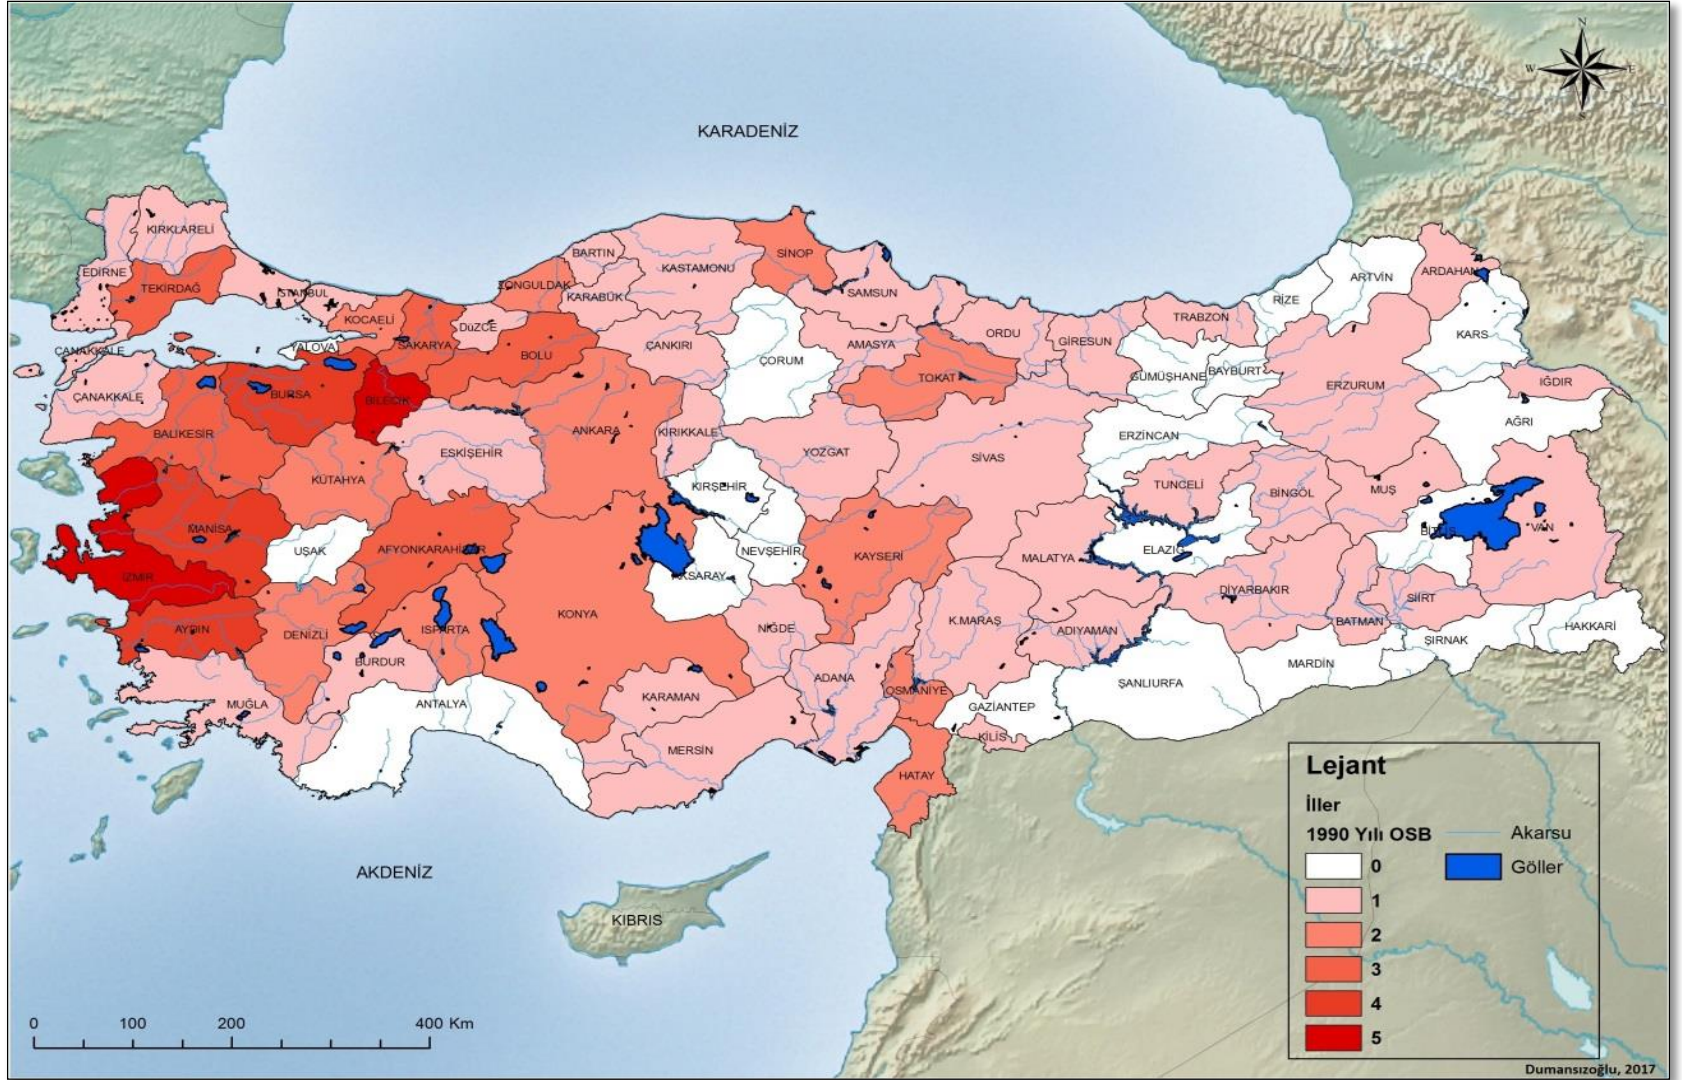 N
W
E
S
KARADENİZ
KIRKLARELİ
EDİRNE
TEKİRDAĞ
İSTANBUL
KOCAELİ
YALOVA
SAKARYA
DüZCE
ZONGULDAK
BARTIN
KARABÜK
KASTAMONU
SİNOP
SAMSUN
ÇANKIRI
ÇORUM
AMASYA
ORDU
GİRESUN
TRABZON
RİZE
ARTVİN
ARDAHAN
KARS
ÇANAKKALE
ÇANAKKALE
BALIKESİR
BURSA
BİLECİK
BOLU
ANKARA
KIRIKKALE
YOZGAT
TOKAT
SİVAS
GÜMÜŞHANE
BAYBURT
ERZİNCAN
ERZURUM
IĞDIR
AĞRI
ESKİŞEHİR
KÜTAHYA
MANİSA
UŞAK
AFYONKARAHİSAR
KIRŞEHİR
NEVŞEHİR
AKSARAY
KAYSERİ
MALATYA
ELAZIĞ
TUNCELİ
BİNGÖL
MUŞ
BİTLİS
VAN
İZMİR
AYDIN
DENİZLİ
ISPARTA
BURDUR
KONYA
NİĞDE
K.MARAŞ
ADIYAMAN
DİYARBAKIR
BATMAN
SİİRT
ŞIRNAK
HAKKARİ
MUĞLA
ANTALYA
KARAMAN
MERSİN
ADANA
OSMANİYE
GAZİANTEP
KİLİS
ŞANLIURFA
MARDİN
HATAY
AKDENİZ
KIBRIS
Lejant
İller
1990 Yılı OSB
0
1
2
3
4
5
Akarsu
Göller
0 100 200 400 Km
Dumansızoğlu, 2017